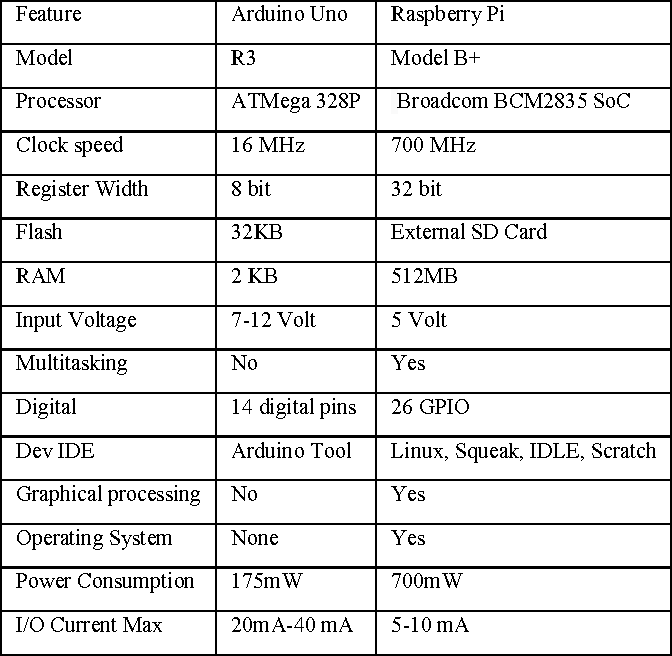 Feature Arduino Uno Raspberry Pi
Model R3 Model B+
Processor ATMega 328P Broadcom BCM2835 SoC
Clock speed 16 MHz 700 MHz
Register Width 8 bit 32 bit
Flash 32KB External SD Card
RAM 2 KB 512MB
Input Voltage 7-12 Volt 5 Volt
Multitasking No Yes
Digital 14 digital pins 26 GPIO
Dev IDE Arduino Tool Linux, Squeak, IDLE, Scratch
Graphical processing No Yes
Operating System None Yes
Power Consumption 175mW 700mW
I/O Current Max 20mA-40 mA 5-10 mA